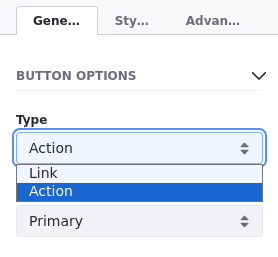 Gene... Sty... Advan...
BUTTON OPTIONS
Type
Action
Link
Action
Primary